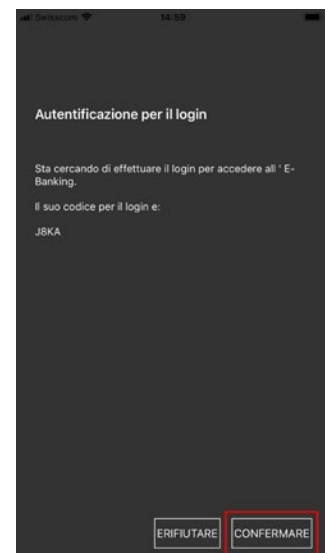 Swisscom 14:59
Autentificazione per il login
Sta cercando di effettuare il login per accedere all ' E-
Banking.
Il suo codice per il login e:
J8KA
ERIFIUTARE CONFERMARE